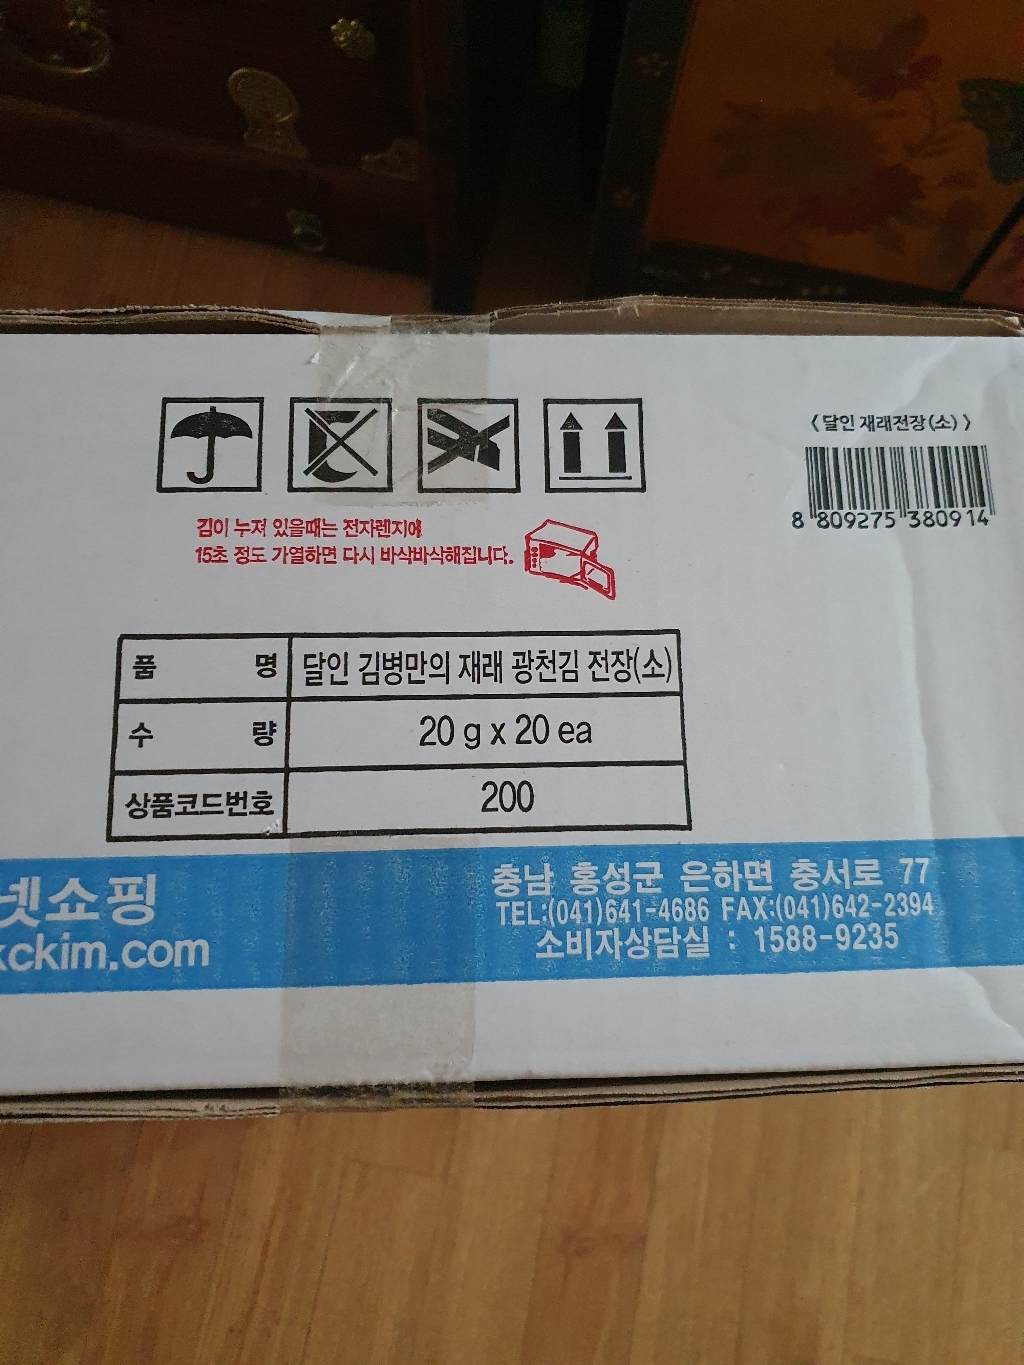 〈 달인 재래전장(소) 〉
8 809275 380914
김이 누져 있을때는 전자렌지에
15초 정도 가열하면 다시 바삭바삭해집니다.
품 명 달인 김병만의 재래 광천김 전장(소)
수 량 20 g x 20 ea
상품코드번호 200
넷쇼핑
kckim.com
충남 홍성군 은하면 충서로 77
TEL:(041)641-4686 FAX:(041)642-2394
소비자상담실 : 1588-9235